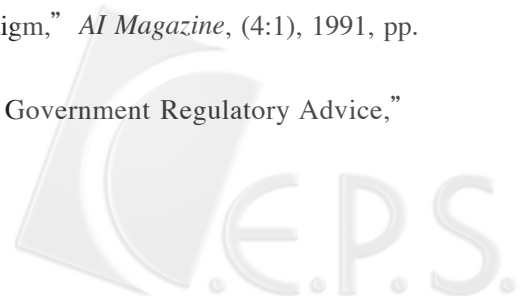 igm,” AI Magazine, (4:1), 1991, pp.
Government Regulatory Advice,”
C.E.P.S.